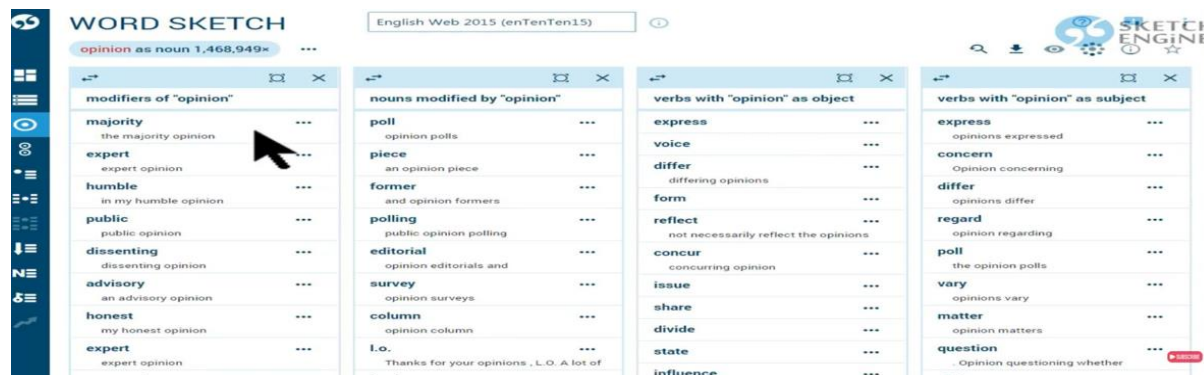 WORD SKETCH
English Web 2015 (enTenTen15)
SKETCH
ENGINE
opinion as noun 1,468,949×
modifiers of "opinion"
majority
the majority opinion
expert
expert opinion
humble
in my humble opinion
public
public opinion
dissenting
dissenting opinion
advisory
an advisory opinion
honest
my honest opinion
expert
expert opinion
nouns modified by "opinion"
poll
opinion polls
piece
an opinion piece
former
and opinion formers
polling
public opinion polling
editorial
opinion editorials and
survey
opinion surveys
column
opinion column
l.o.
Thanks for your opinions , L.O. A lot of
verbs with "opinion" as object
express
voice
differ
differing opinions
form
reflect
not necessarily reflect the opinions
concur
concurring opinion
issue
share
divide
state
influence
verbs with "opinion" as subject
express
opinions expressed
concern
Opinion concerning
differ
opinions differ
regard
opinion regarding
poll
the opinion polls
vary
opinions vary
matter
opinion matters
question
. Opinion questioning whether
SUBSCRIBE